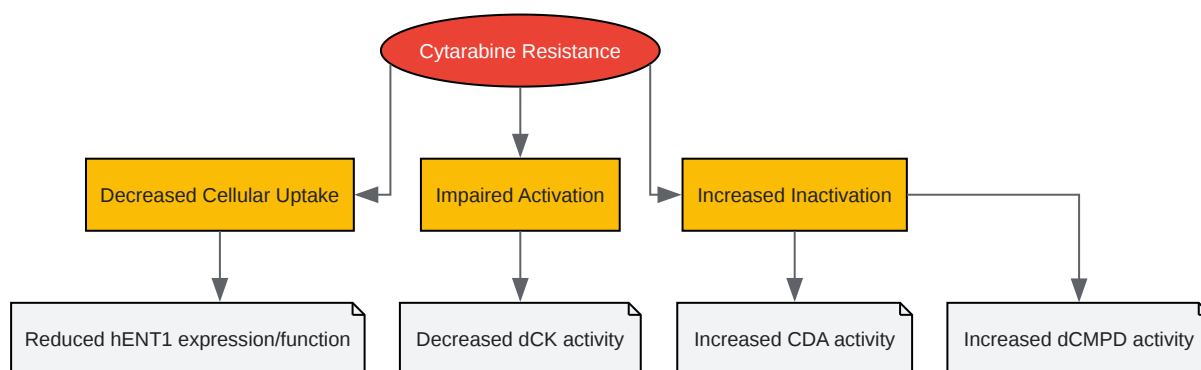 Cytarabine Resistance
Decreased Cellular Uptake
Impaired Activation
Increased Inactivation
Reduced hENT1 expression/function
Decreased dCK activity
Increased CDA activity
Increased dCMPD activity